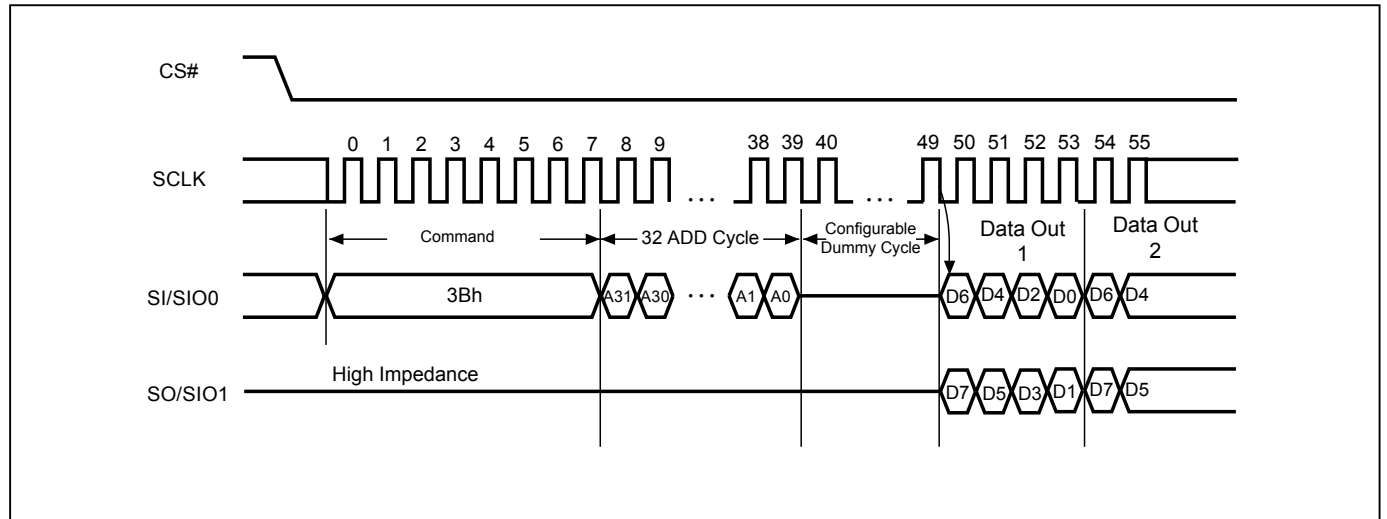 CS#
0 1 2 3 4 5 6 7 8 9 38 39 40 49 50 51 52 53 54 55
SCLK
... ...
Command 32 ADD Cycle Configurable Dummy Cycle Data Out 1 Data Out 2
SI/SIO0 3Bh A31 A30 ... A1 A0 D6 D4 D2 D0 D6 D4
High Impedance
SO/SIO1 D7 D5 D3 D1 D7 D5